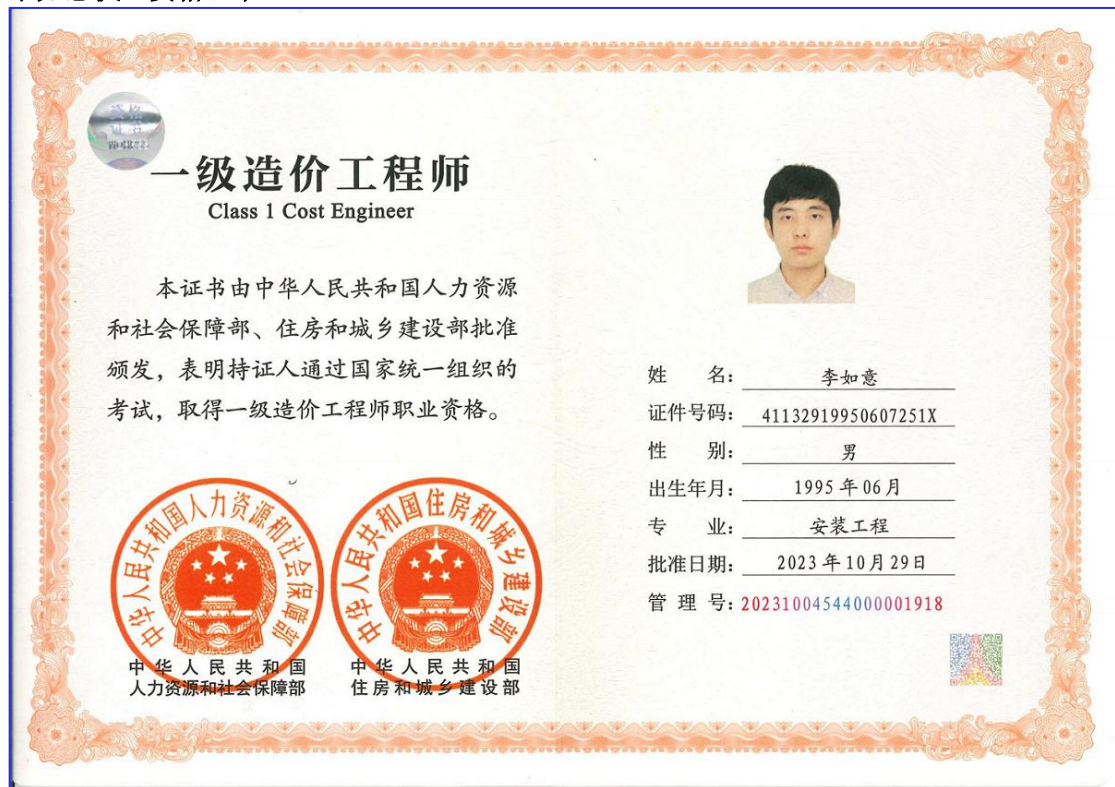 一级造价工程师
Class 1 Cost Engineer
本证书由中华人民共和国人力资源
和社会保障部、住房和城乡建设部批准
颁发，表明持证人通过国家统一组织的
考试，取得一级造价工程师职业资格。
中华人民共和国人力资源和社会保障部
中华人民共和国住房和城乡建设部
中华人民共和国
人力资源和社会保障部
中华人民共和国
住房和城乡建设部
姓 名：李如意
证件号码：41132919950607251X
性 别：男
出生年月：1995年06月
专 业：安装工程
批准日期：2023年10月29日
管 理 号：20231004544000001918